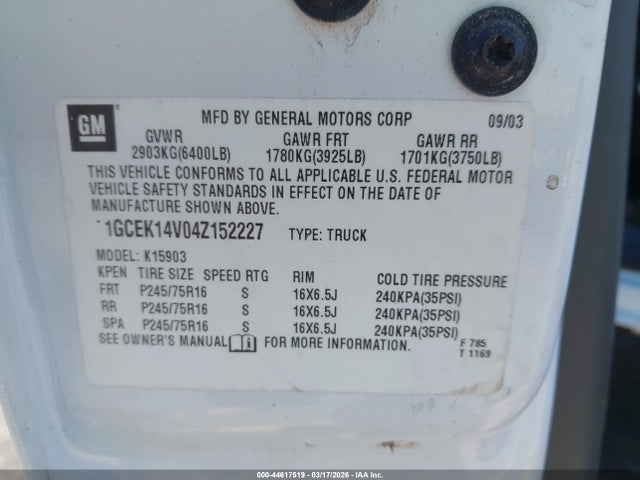 GM
MFD BY GENERAL MOTORS CORP 09/03
GVWR GAWR FRT GAWR RR
2903KG(6400LB) 1780KG(3925LB) 1701KG(3750LB)
THIS VEHICLE CONFORMS TO ALL APPLICABLE U.S. FEDERAL MOTOR
VEHICLE SAFETY STANDARDS IN EFFECT ON THE DATE OF
MANUFACTURE SHOWN ABOVE.
1GCEK14V04Z152227 TYPE: TRUCK
MODEL: K15903
KPEN TIRE SIZE SPEED RTG RIM COLD TIRE PRESSURE
FRT P245/75R16 S 16X6.5J 240KPA(35PSI)
RR P245/75R16 S 16X6.5J 240KPA(35PSI)
SPA P245/75R16 S 16X6.5J 240KPA(35PSI)
SEE OWNER'S MANUAL FOR MORE INFORMATION.
F 785
T 1169
000-44617519 - 03/17/2026 - IAAI.com